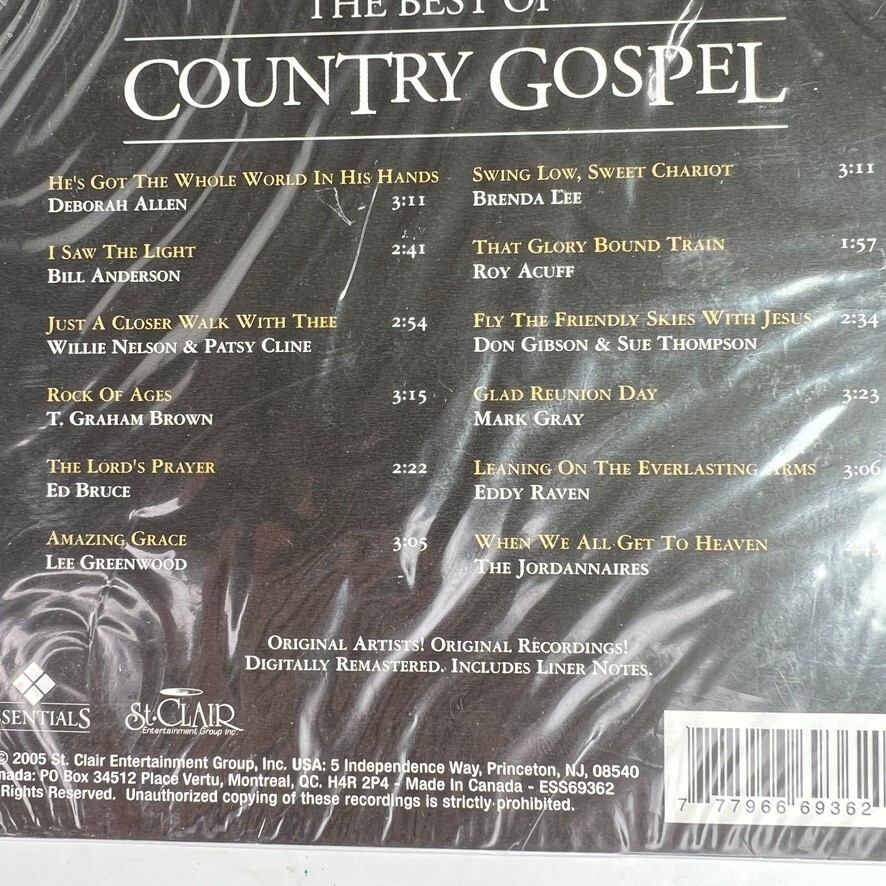 THE BEST OF
COUNTRY GOSPEL
HE'S GOT THE WHOLE WORLD IN HIS HANDS
DEBORAH ALLEN 3:11
I SAW THE LIGHT 2:41
BILL ANDERSON
JUST A CLOSER WALK WITH THEE 2:54
WILLIE NELSON & PATSY CLINE
ROCK OF AGES 3:15
T. GRAHAM BROWN
THE LORD'S PRAYER 2:22
ED BRUCE
AMAZING GRACE 3:05
LEE GREENWOOD
SWING LOW, SWEET CHARIOT 3:11
BRENDA LEE
THAT GLORY BOUND TRAIN 1:57
ROY ACUFF
FLY THE FRIENDLY SKIES WITH JESUS 2:34
DON GIBSON & SUE THOMPSON
GLAD REUNION DAY 3:23
MARK GRAY
LEANING ON THE EVERLASTING ARMS 3:06
EDDY RAVEN
WHEN WE ALL GET TO HEAVEN
THE JORDANNAIRES
ORIGINAL ARTISTS! ORIGINAL RECORDINGS!
DIGITALLY REMASTERED. INCLUDES LINER NOTES.
SSENTIALS
ST. CLAIR
Entertainment Group Inc.
© 2005 St. Clair Entertainment Group, Inc. USA: 5 Independence Way, Princeton, NJ, 08540
nada: PO Box 34512 Place Vertu, Montreal, QC. H4R 2P4 - Made In Canada - ESS69362
Rights Reserved. Unauthorized copying of these recordings is strictly prohibited.
7 77966 69362